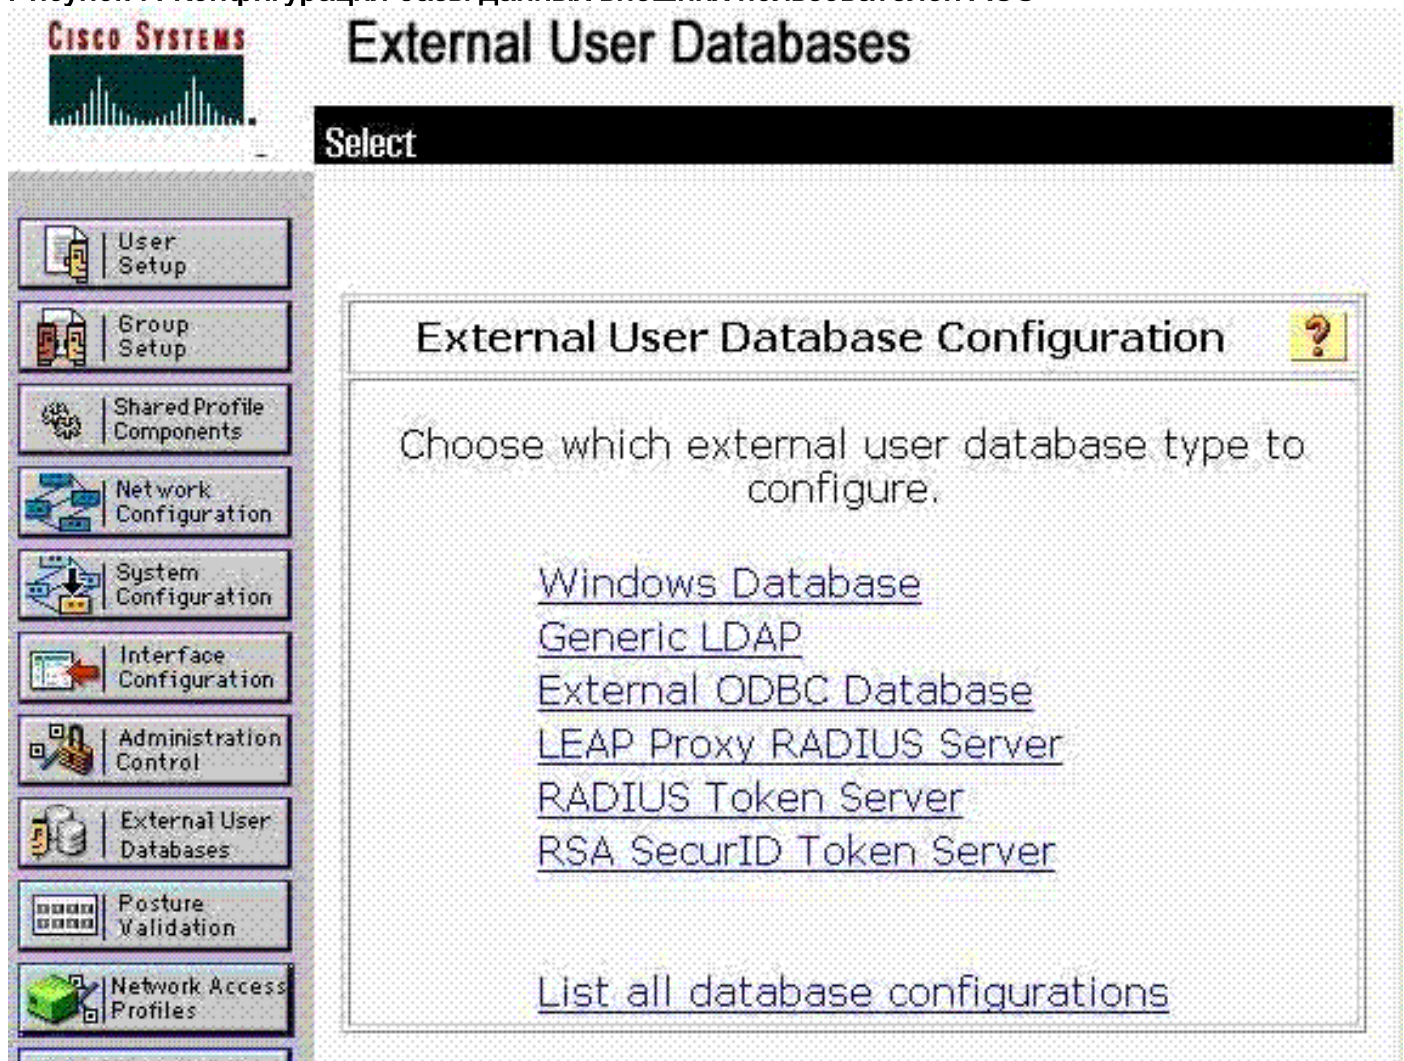 CISCO SYSTEMS
External User Databases
Select
User
Setup
Group
Setup
Shared Profile
Components
Network
Configuration
System
Configuration
Interface
Configuration
Administration
Control
External User
Databases
Posture
Validation
Network Access
Profiles
External User Database Configuration
?
Choose which external user database type to
configure.
Windows Database
Generic LDAP
External ODBC Database
LEAP Proxy RADIUS Server
RADIUS Token Server
RSA SecurID Token Server
List all database configurations